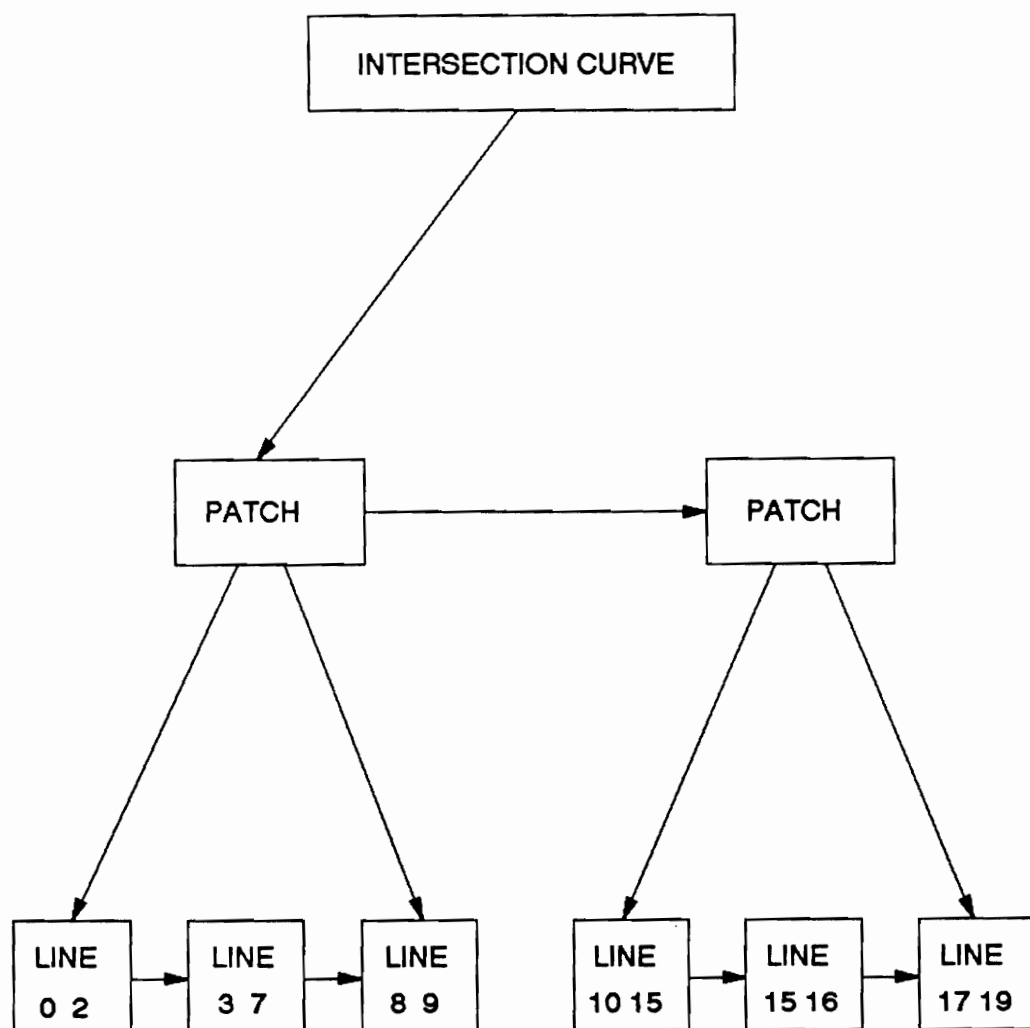 INTERSECTION CURVE
PATCH
PATCH
LINE
0 2
LINE
3 7
LINE
8 9
LINE
10 15
LINE
15 16
LINE
17 19